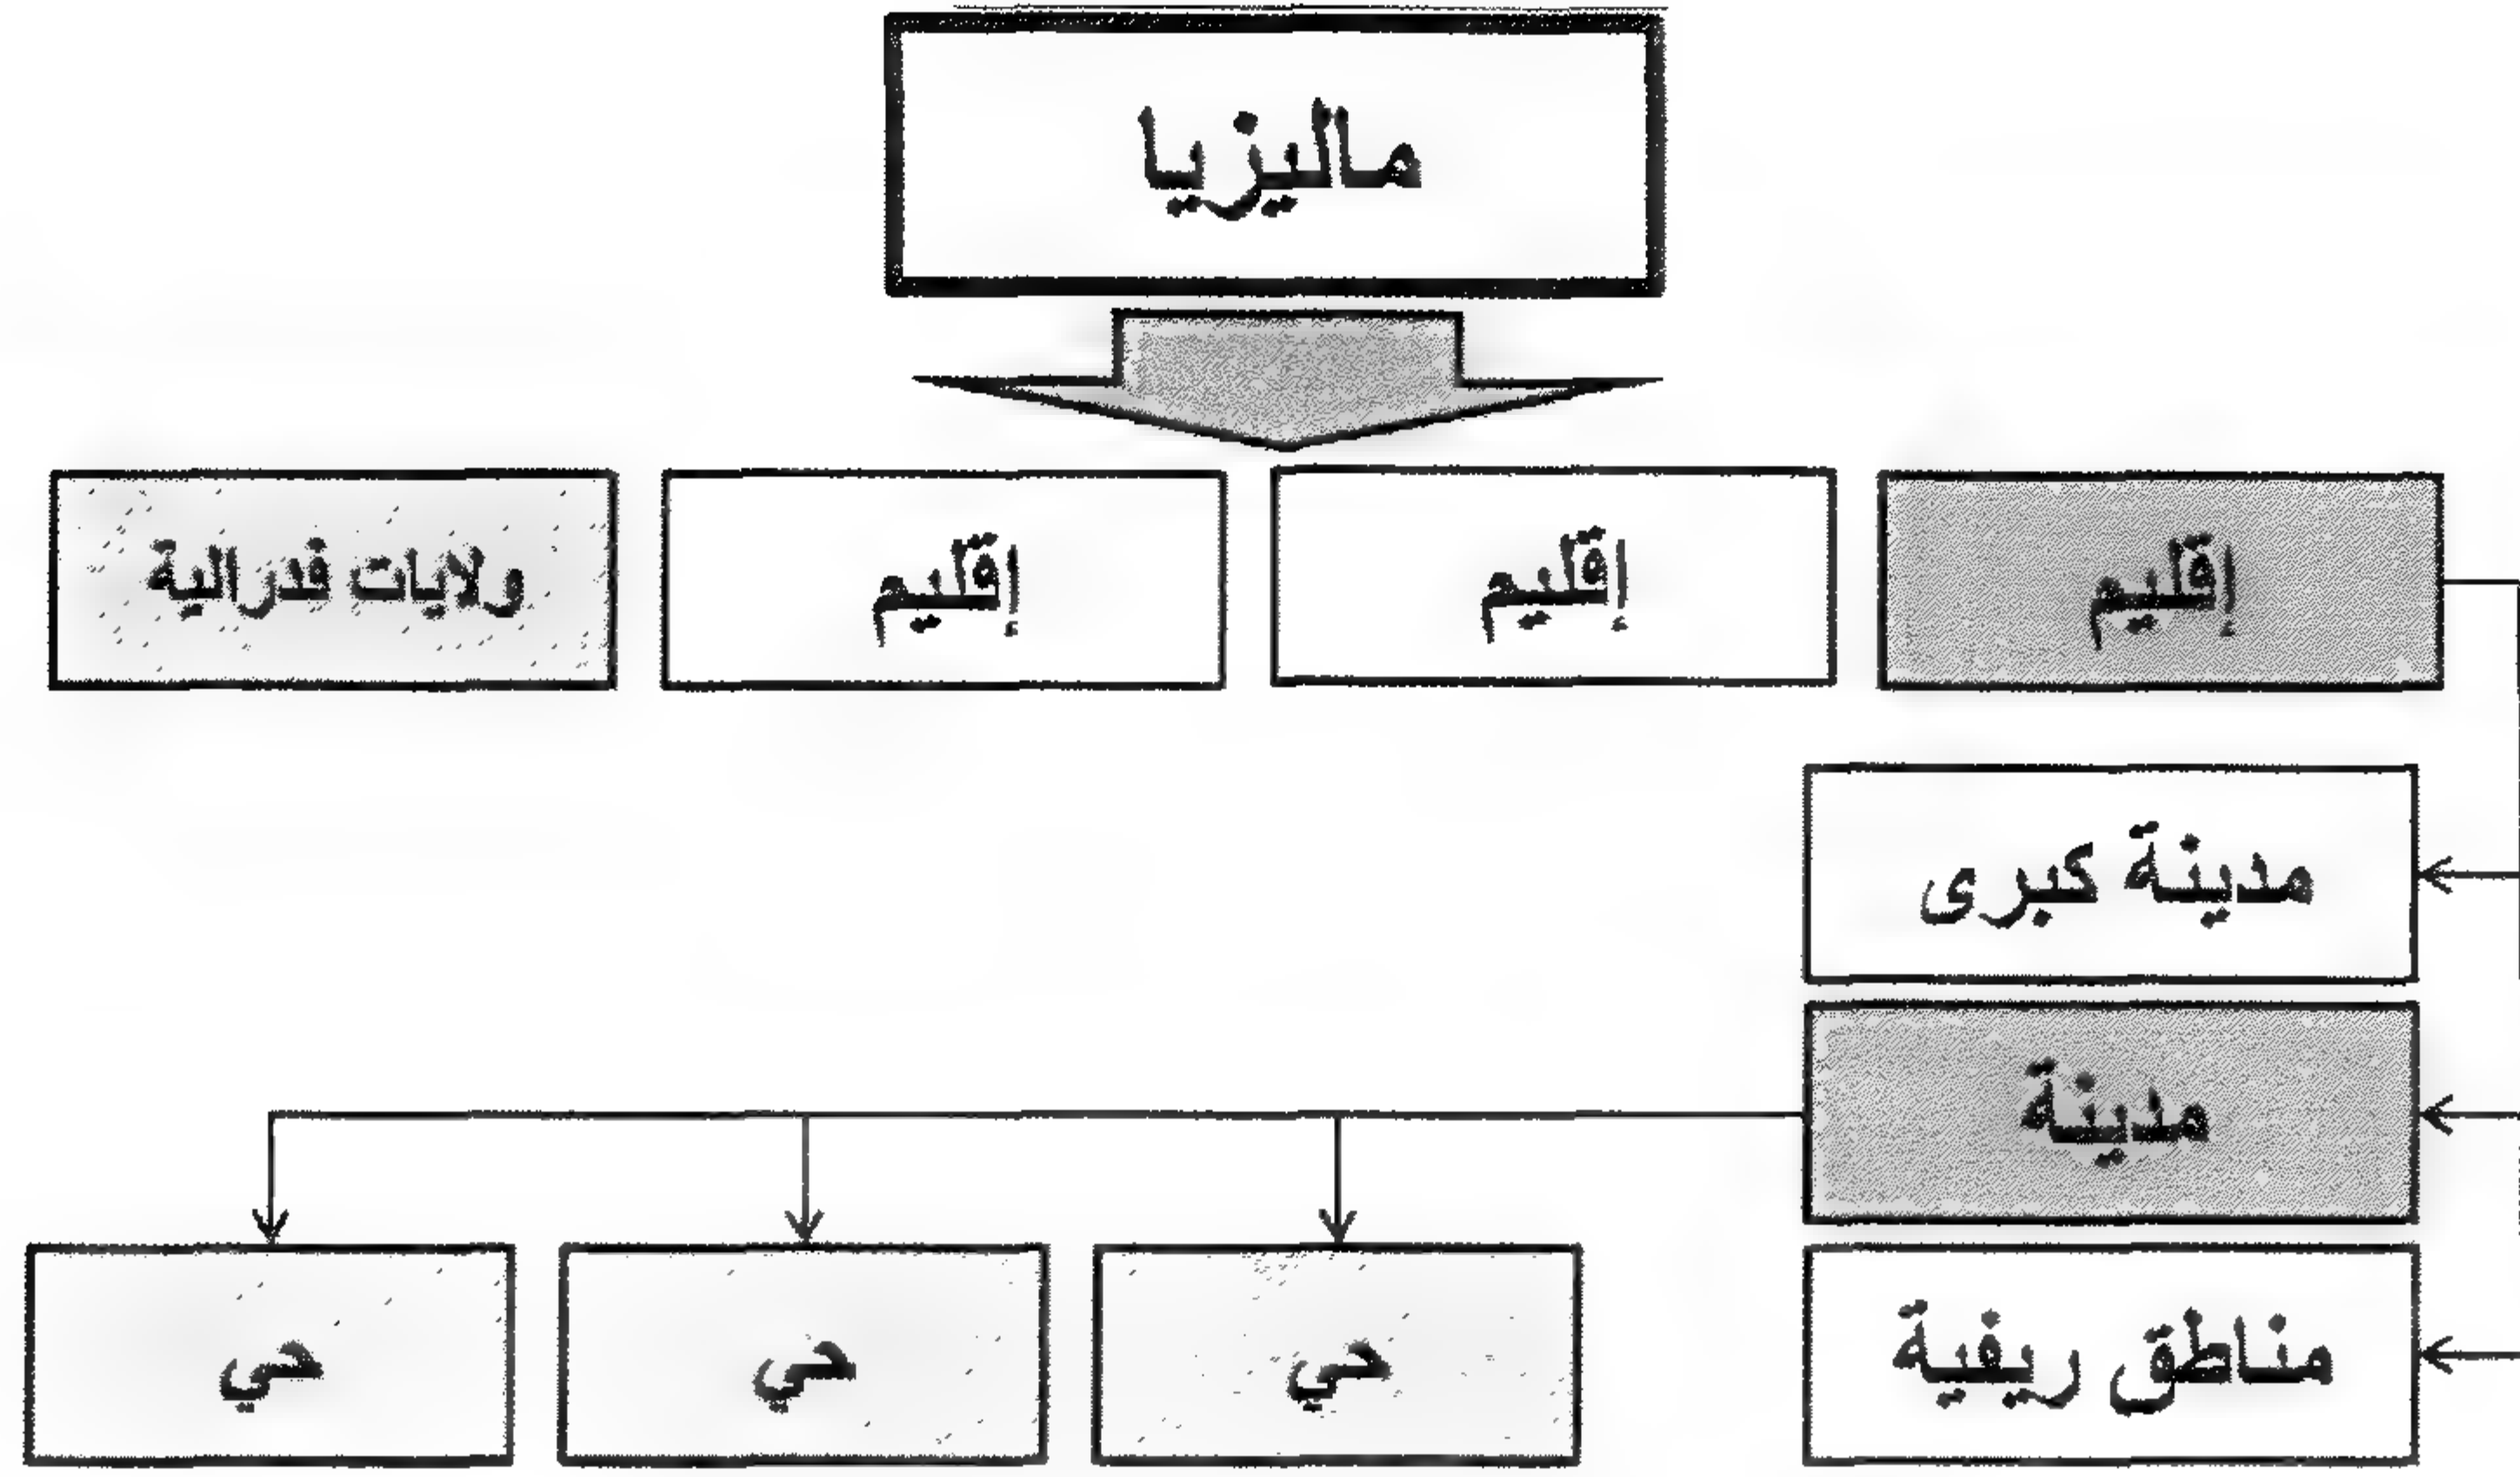 ماليزيا
إقليم
إقليم
إقليم
ولايات فدرالية
مدينة كبرى
مدينة
مناطق ريفية
حي
حي
حي